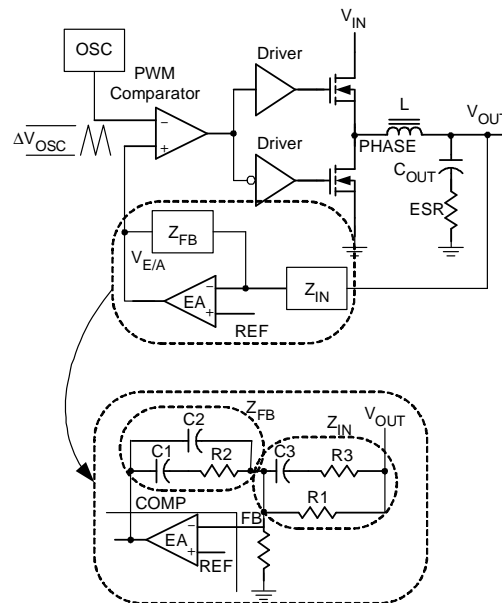 V_IN
OSC
PWM
Comparator
Driver
−
+
ΔV_OSC
Driver
L
V_OUT
PHASE
C_OUT
ESR
Z_FB
V_E/A
EA
−
+
Z_IN
REF
Z_FB
Z_IN
V_OUT
C2
C1
R2
C3
R3
R1
COMP
FB
EA
−
+
REF